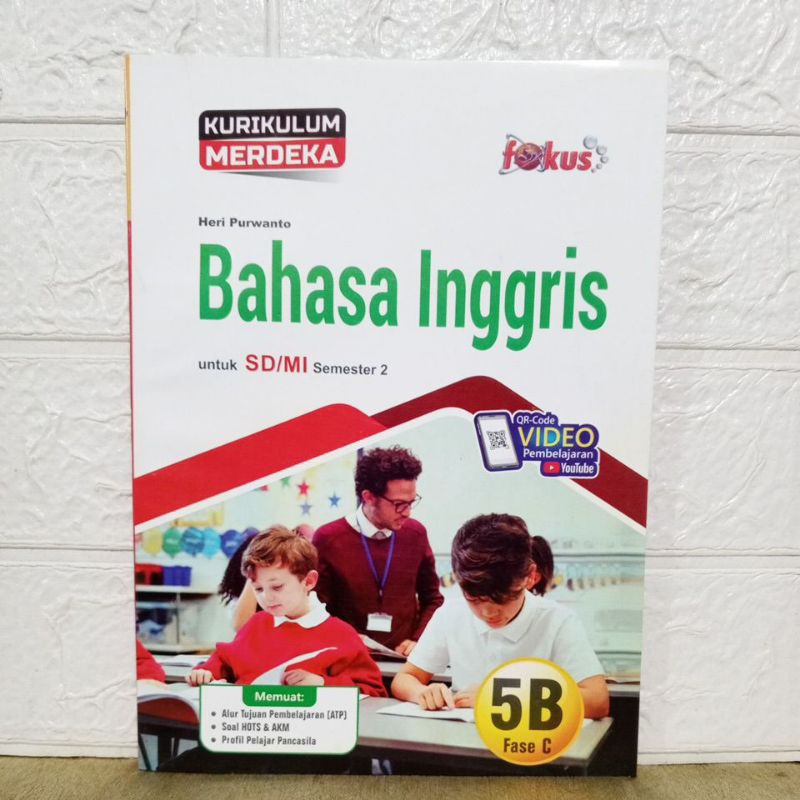 KURIKULUM
MERDEKA
fokus
Heri Purwanto
Bahasa Inggris
untuk SD/MI Semester 2
QR-Code
VIDEO
Pembelajaran
YouTube
Memuat:
• Alur Tujuan Pembelajaran [ATP]
• Soal HOTS & AKM
• Profil Pelajar Pancasila
5B
Fase C